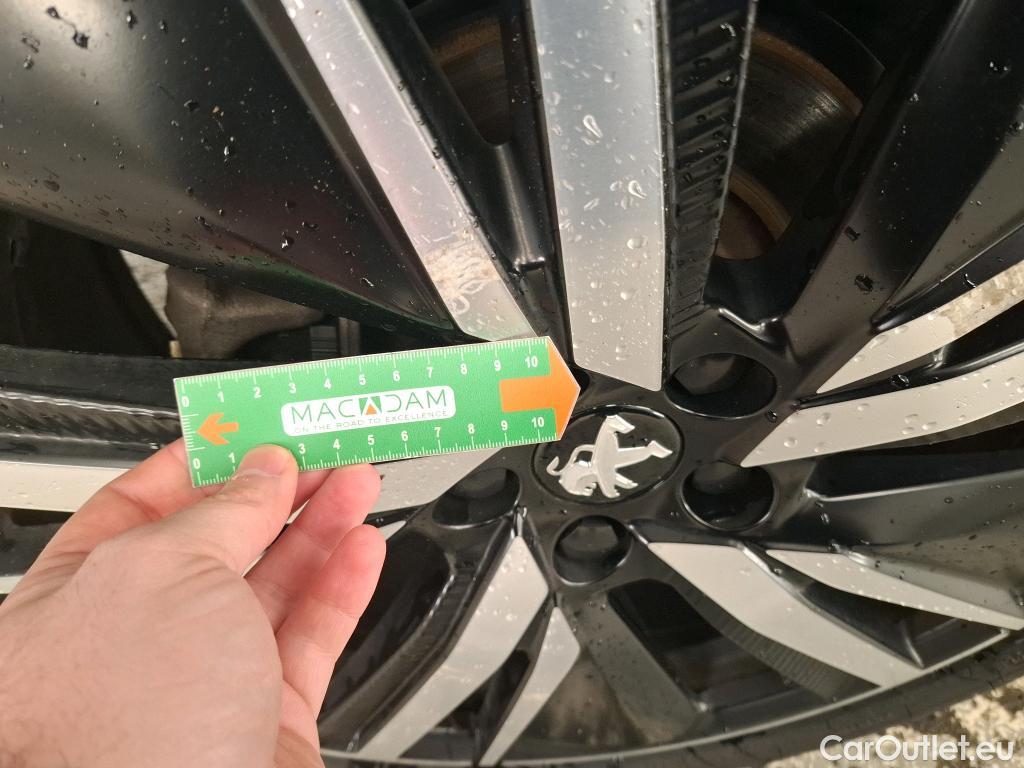 0 1 2 3 4 5 6 7 8 9 10
MACADAM
ON THE ROAD TO EXCELLENCE
0 1 3 4 5 6 7 8 9 10
CarOutlet.eu